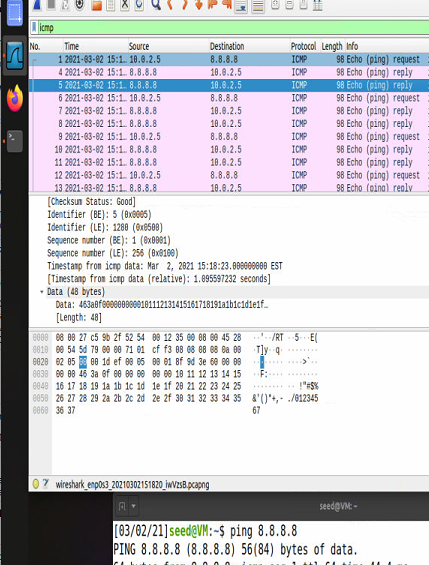 icmp
No. Time Source Destination Protocol Length Info
1 2021-03-02 15:1… 10.0.2.5 8.8.8.8 ICMP 98 Echo (ping) request
4 2021-03-02 15:1… 8.8.8.8 10.0.2.5 ICMP 98 Echo (ping) reply
5 2021-03-02 15:1… 8.8.8.8 10.0.2.5 ICMP 98 Echo (ping) reply
6 2021-03-02 15:1… 10.0.2.5 8.8.8.8 ICMP 98 Echo (ping) request
7 2021-03-02 15:1… 8.8.8.8 10.0.2.5 ICMP 98 Echo (ping) reply
8 2021-03-02 15:1… 8.8.8.8 10.0.2.5 ICMP 98 Echo (ping) reply
9 2021-03-02 15:1… 10.0.2.5 8.8.8.8 ICMP 98 Echo (ping) request
10 2021-03-02 15:1… 8.8.8.8 10.0.2.5 ICMP 98 Echo (ping) reply
11 2021-03-02 15:1… 8.8.8.8 10.0.2.5 ICMP 98 Echo (ping) reply
12 2021-03-02 15:1… 10.0.2.5 8.8.8.8 ICMP 98 Echo (ping) request
13 2021-03-02 15:1… 8.8.8.8 10.0.2.5 ICMP 98 Echo (ping) reply
[Checksum Status: Good]
Identifier (BE): 5 (0x0005)
Identifier (LE): 1280 (0x0500)
Sequence number (BE): 1 (0x0001)
Sequence number (LE): 256 (0x0100)
Timestamp from icmp data: Mar 2, 2021 15:18:23.000000000 EST
[Timestamp from icmp data (relative): 1.095597232 seconds]
Data (48 bytes)
Data: 463a0f0000000000101112131415161718191a1b1c1d1e1f…
[Length: 48]
0000 08 00 27 c5 9b 2f 52 54 00 12 35 00 08 00 45 28 ··'··/RT ··5···E(
0010 00 54 5d 79 00 00 71 01 cf f3 08 08 08 08 0a 00 ·T]y··q· ········
0020 02 05 00 00 1d ef 00 05 00 01 8f 9d 3e 60 00 00 ········ ····>`··
0030 00 00 46 3a 0f 00 00 00 00 00 10 11 12 13 14 15 ··F:···· ········
0040 16 17 18 19 1a 1b 1c 1d 1e 1f 20 21 22 23 24 25 ········ ·· !"#$%
0050 26 27 28 29 2a 2b 2c 2d 2e 2f 30 31 32 33 34 35 &'()*+,- ./012345
0060 36 37 67
wireshark_enp0s3_20210302151820_iwVzsB.pcapng
seed@VM: ~
[03/02/21]seed@VM:~$ ping 8.8.8.8
PING 8.8.8.8 (8.8.8.8) 56(84) bytes of data.